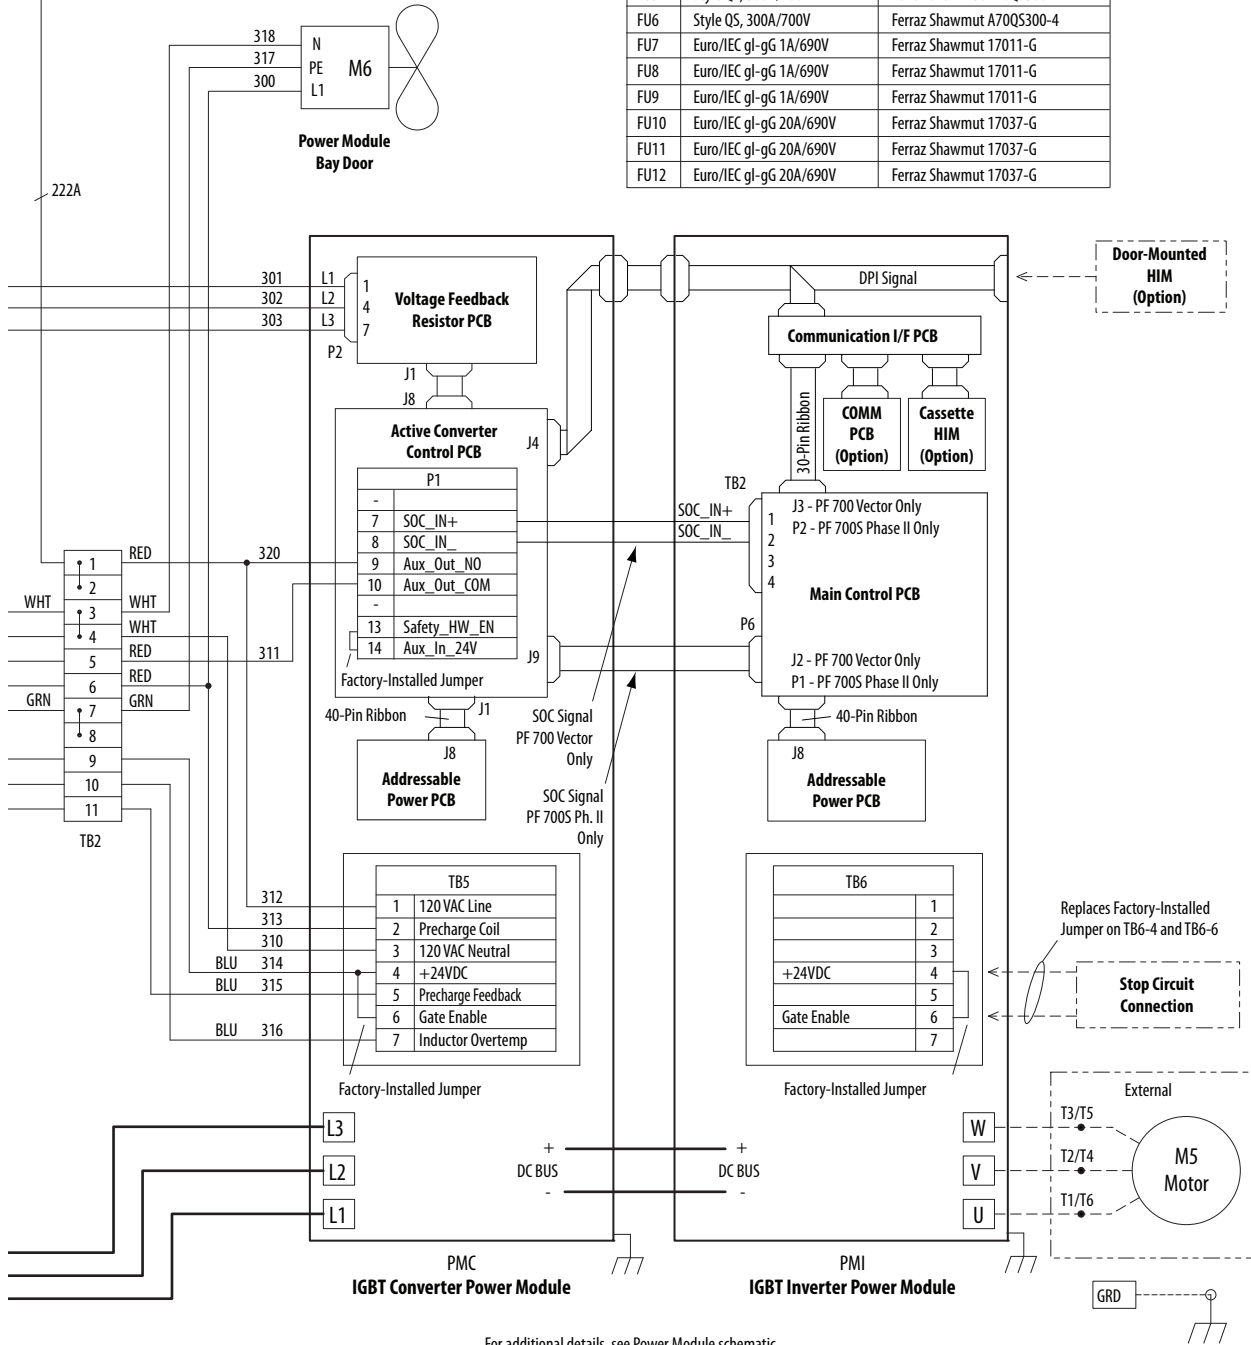 FU6 Style QS, 300A/700V Ferraz Shawmut A70QS300-4
FU7 Euro/IEC gl-gG 1A/690V Ferraz Shawmut 17011-G
FU8 Euro/IEC gl-gG 1A/690V Ferraz Shawmut 17011-G
FU9 Euro/IEC gl-gG 1A/690V Ferraz Shawmut 17011-G
FU10 Euro/IEC gl-gG 20A/690V Ferraz Shawmut 17037-G
FU11 Euro/IEC gl-gG 20A/690V Ferraz Shawmut 17037-G
FU12 Euro/IEC gl-gG 20A/690V Ferraz Shawmut 17037-G
318 N
317 PE M6
300 L1
Power Module
Bay Door
222A
301 L1 1
302 L2 4
303 L3 7
P2
Voltage Feedback
Resistor PCB
J1
J8
Active Converter
Control PCB
J4
P1
-
7 SOC_IN+
8 SOC_IN_
9 Aux_Out_NO
10 Aux_Out_COM
-
13 Safety_HW_EN
14 Aux_In_24V
Factory-Installed Jumper
J9
40-Pin Ribbon
J1
J8
Addressable
Power PCB
DPI Signal
Door-Mounted
HIM
(Option)
Communication I/F PCB
30-Pin Ribbon
COMM
PCB
(Option)
Cassette
HIM
(Option)
TB2
SOC_IN+ 1
SOC_IN_ 2
3
4
J3 - PF 700 Vector Only
P2 - PF 700S Phase II Only
Main Control PCB
P6
J2 - PF 700 Vector Only
P1 - PF 700S Phase II Only
40-Pin Ribbon
J8
Addressable
Power PCB
SOC Signal
PF 700 Vector
Only
SOC Signal
PF 700S Ph. II
Only
1 RED 320
2
WHT 3 WHT
4 WHT
5 RED 311
6 RED
GRN 7 GRN
8
9
10
11
TB2
TB5
312 1 120 VAC Line
313 2 Precharge Coil
310 3 120 VAC Neutral
BLU 314 4 +24VDC
BLU 315 5 Precharge Feedback
6 Gate Enable
BLU 316 7 Inductor Overtemp
Factory-Installed Jumper
TB6
1
2
3
+24VDC 4
5
Gate Enable 6
7
Factory-Installed Jumper
Replaces Factory-Installed
Jumper on TB6-4 and TB6-6
Stop Circuit
Connection
L3
L2
L1
+
DC BUS
-
+
DC BUS
-
W
V
U
External
T3/T5
T2/T4
T1/T6
M5
Motor
PMC
IGBT Converter Power Module
PMI
IGBT Inverter Power Module
GRD
For additional details, see Power Module schematic